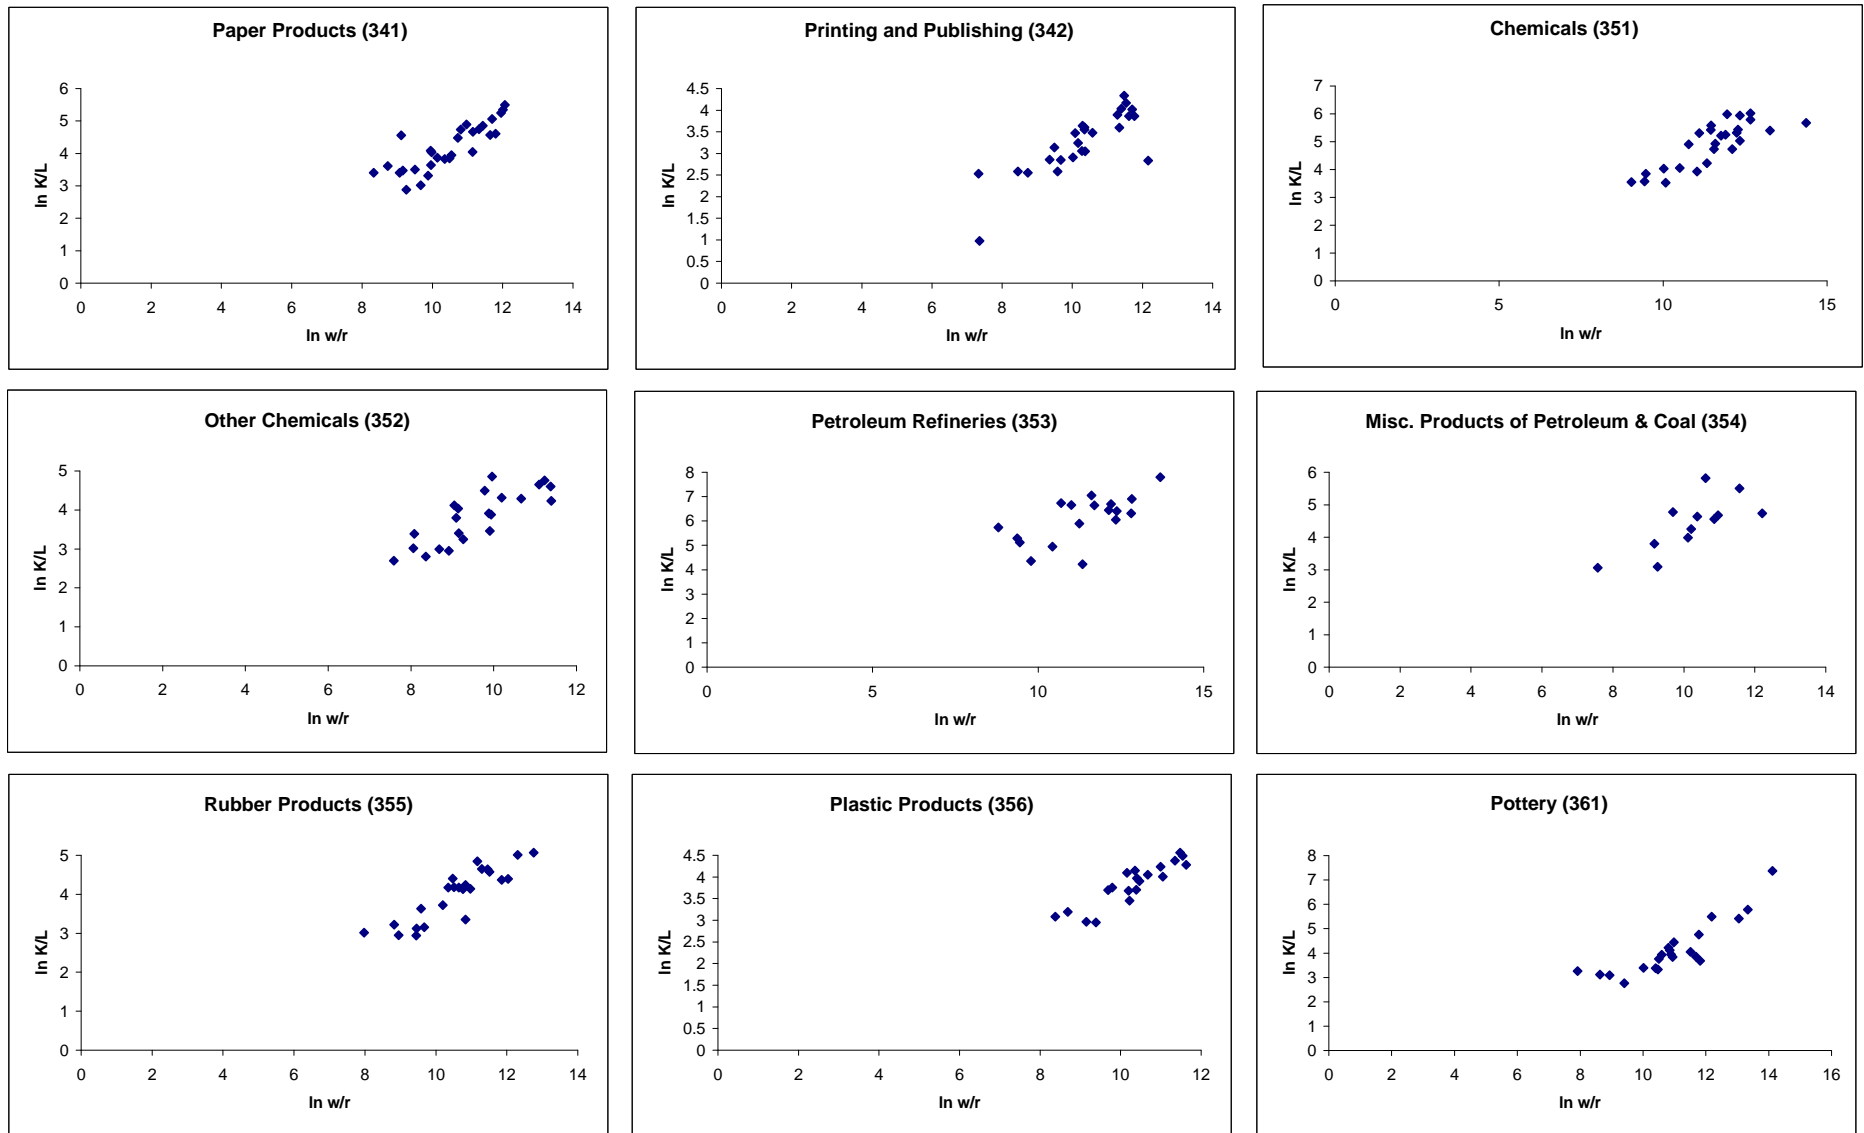 Paper Products (341)
6
5
4
3
2
1
0
0 2 4 6 8 10 12 14
ln K/L
ln w/r
Printing and Publishing (342)
4.5
4
3.5
3
2.5
2
1.5
1
0.5
0
0 2 4 6 8 10 12 14
ln K/L
ln w/r
Chemicals (351)
7
6
5
4
3
2
1
0
0 5 10 15
ln K/L
ln w/r
Other Chemicals (352)
5
4
3
2
1
0
0 2 4 6 8 10 12
ln K/L
ln w/r
Petroleum Refineries (353)
8
7
6
5
4
3
2
1
0
0 5 10 15
ln K/L
ln w/r
Misc. Products of Petroleum & Coal (354)
6
5
4
3
2
1
0
0 2 4 6 8 10 12 14
ln K/L
ln w/r
Rubber Products (355)
5
4
3
2
1
0
0 2 4 6 8 10 12 14
ln K/L
ln w/r
Plastic Products (356)
4.5
4
3.5
3
2.5
2
1.5
1
0.5
0
0 2 4 6 8 10 12
ln K/L
ln w/r
Pottery (361)
8
7
6
5
4
3
2
1
0
0 2 4 6 8 10 12 14 16
ln K/L
ln w/r